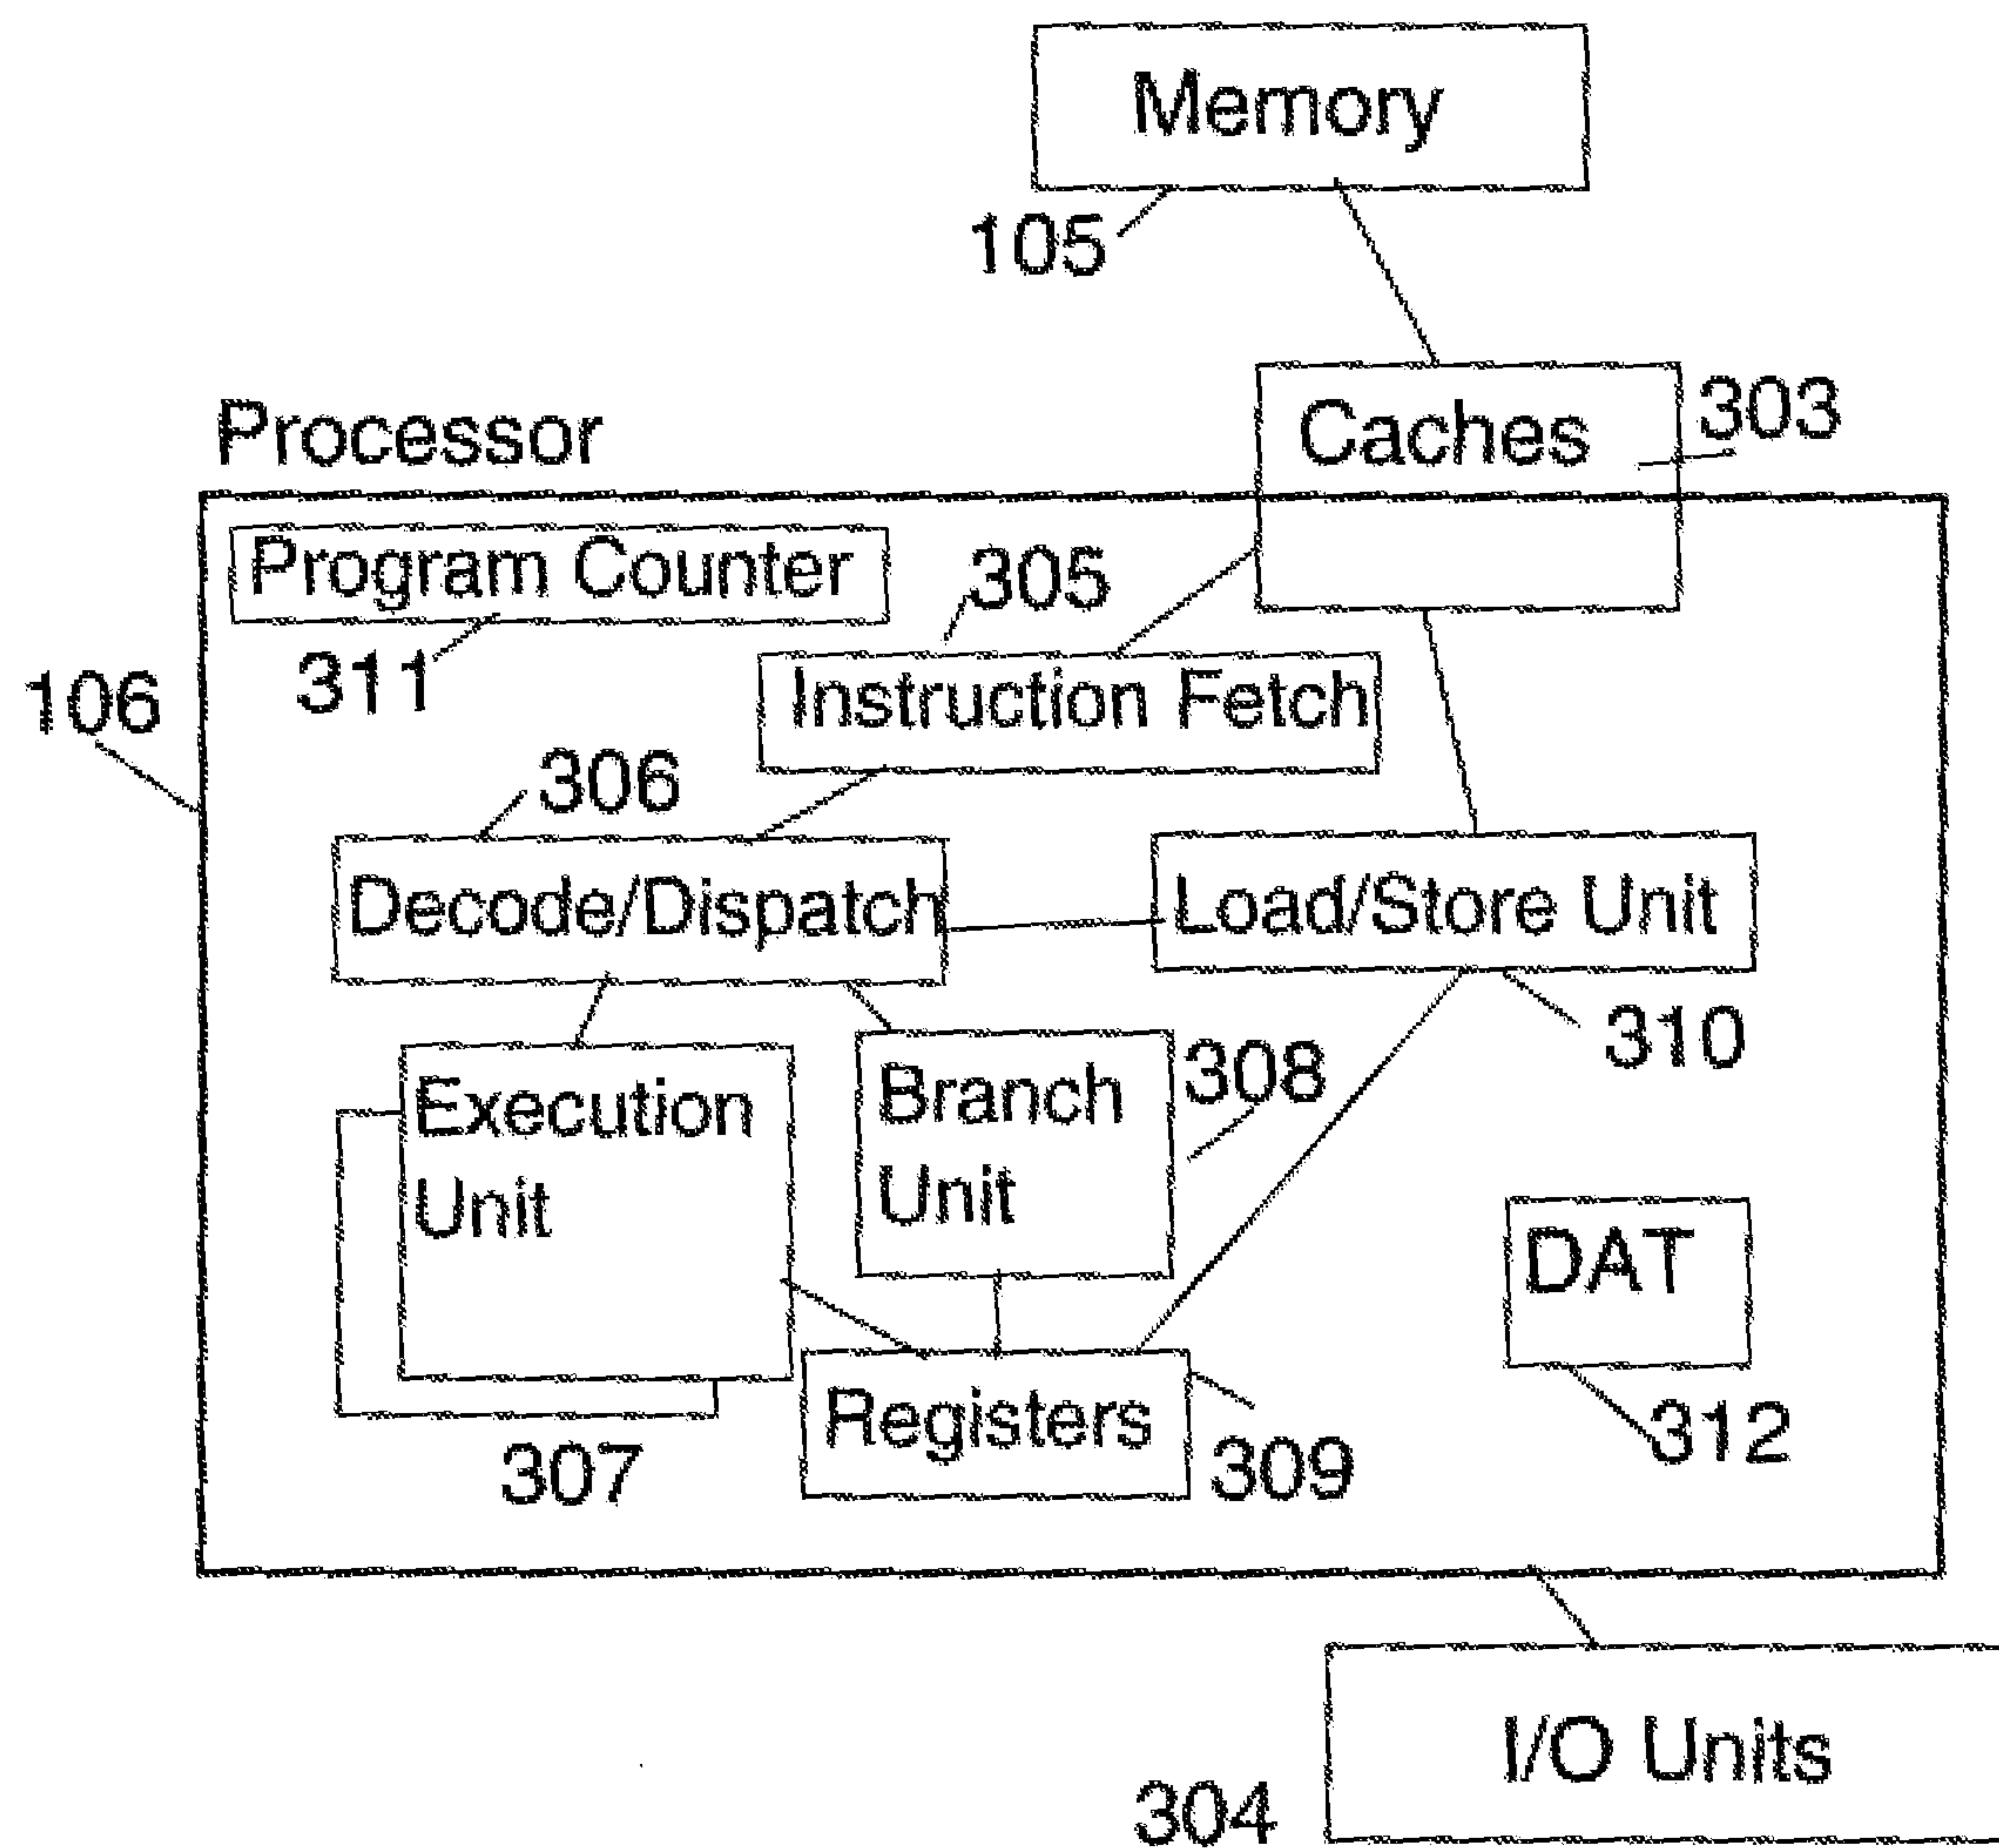 Memory
105
Caches
303
Processor
Program Counter
305
311
Instruction Fetch
106
306
Decode/Dispatch
Load/Store Unit
310
Execution
Unit
Branch
Unit
308
DAT
312
Registers
309
307
I/O Units
304